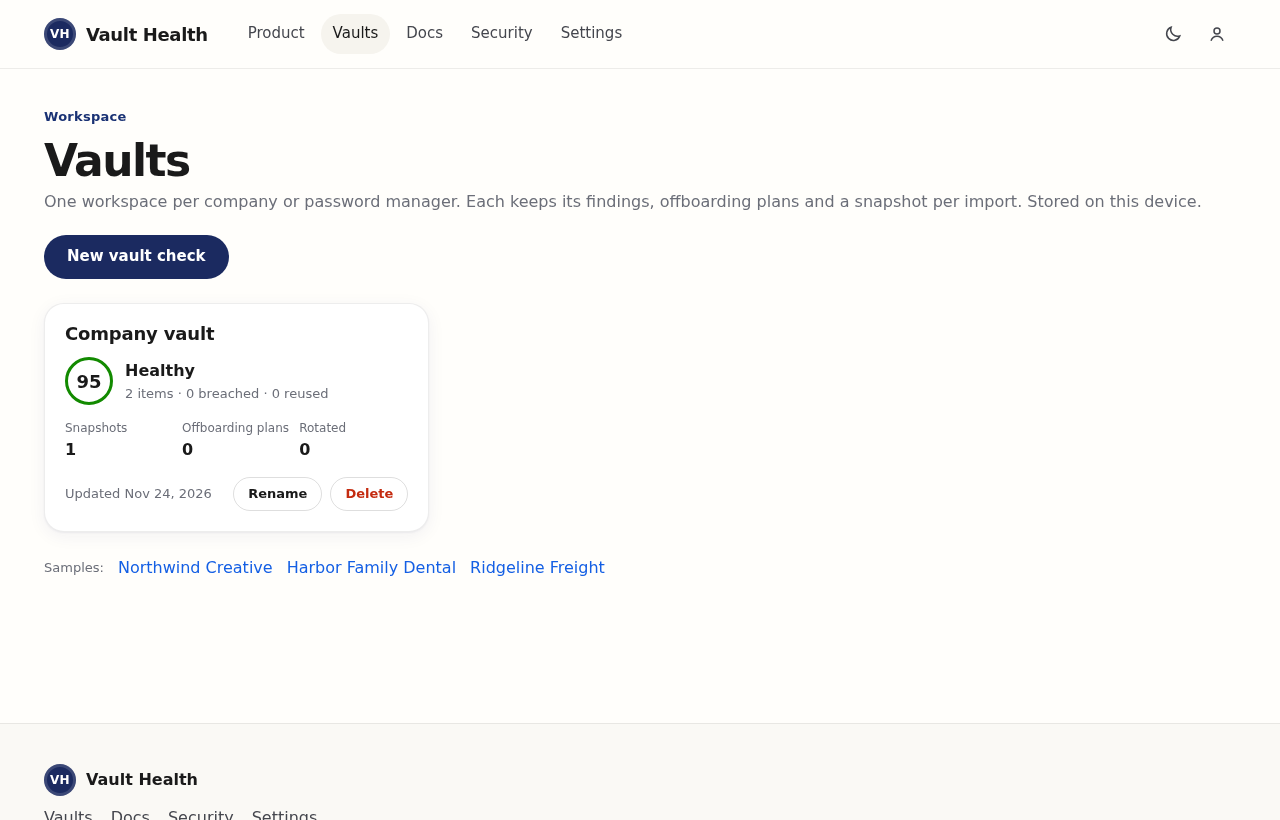 VH Vault Health Product Vaults Docs Security Settings
Workspace
Vaults
One workspace per company or password manager. Each keeps its findings, offboarding plans and a snapshot per import. Stored on this device.
New vault check
Company vault
95 Healthy
2 items · 0 breached · 0 reused
Snapshots Offboarding plans Rotated
1 0 0
Updated Nov 24, 2026 Rename Delete
Samples: Northwind Creative Harbor Family Dental Ridgeline Freight
VH Vault Health
Vaults Docs Security Settings